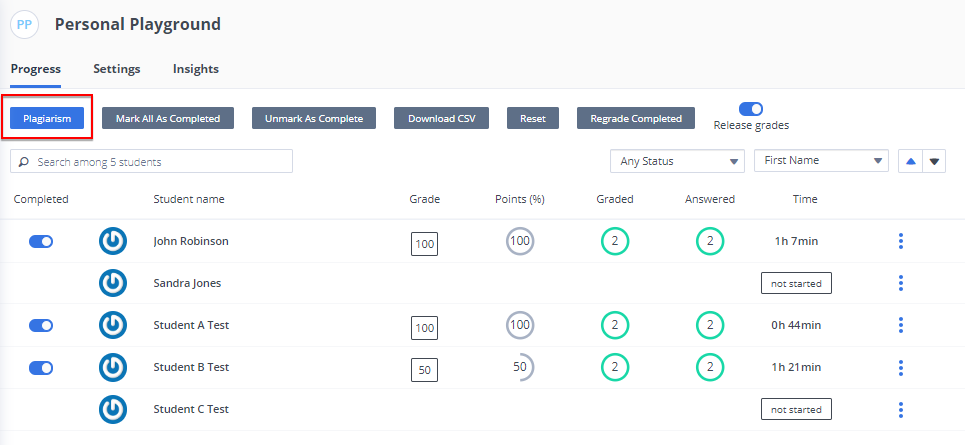 PP Personal Playground
Progress Settings Insights
Plagiarism Mark All As Completed Unmark As Complete Download CSV Reset Regrade Completed Release grades
Search among 5 students Any Status First Name
Completed Student name Grade Points (%) Graded Answered Time
John Robinson 100 100 2 2 1h 7min
Sandra Jones not started
Student A Test 100 100 2 2 0h 44min
Student B Test 50 50 2 2 1h 21min
Student C Test not started